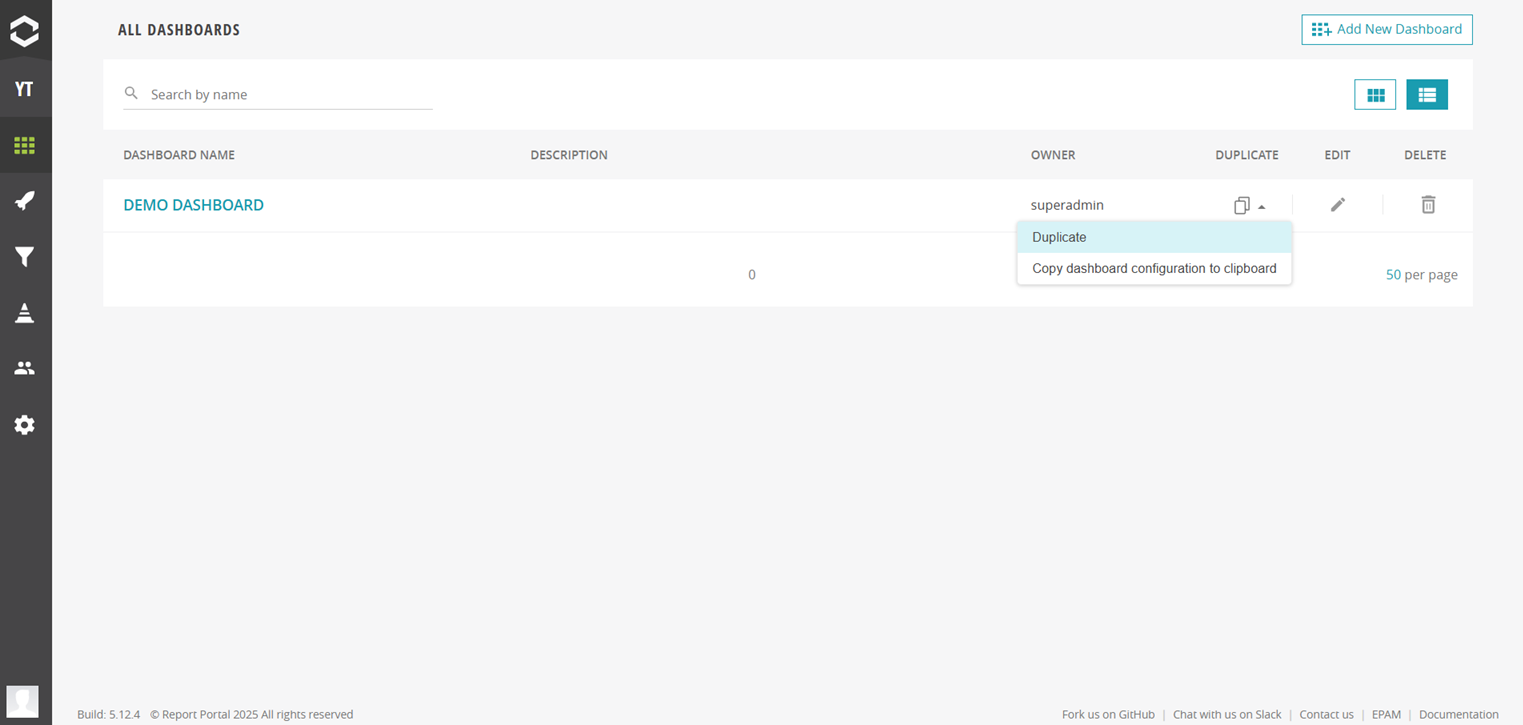 ALL DASHBOARDS
Add New Dashboard
YT
Search by name
DASHBOARD NAME DESCRIPTION OWNER DUPLICATE EDIT DELETE
DEMO DASHBOARD superadmin
Duplicate
Copy dashboard configuration to clipboard
0 50 per page
Build: 5.12.4 © Report Portal 2025 All rights reserved Fork us on GitHub | Chat with us on Slack | Contact us | EPAM | Documentation